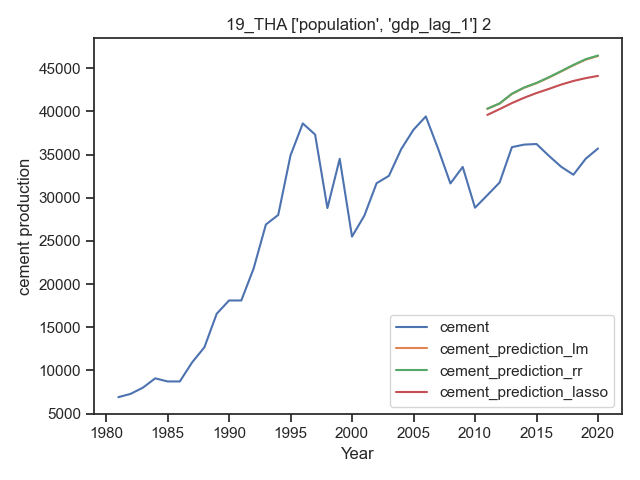 19_THA ['population', 'gdp_lag_1'] 2
cement production
45000
40000
35000
30000
25000
20000
15000
10000
5000
1980 1985 1990 1995 2000 2005 2010 2015 2020
Year
cement
cement_prediction_lm
cement_prediction_rr
cement_prediction_lasso